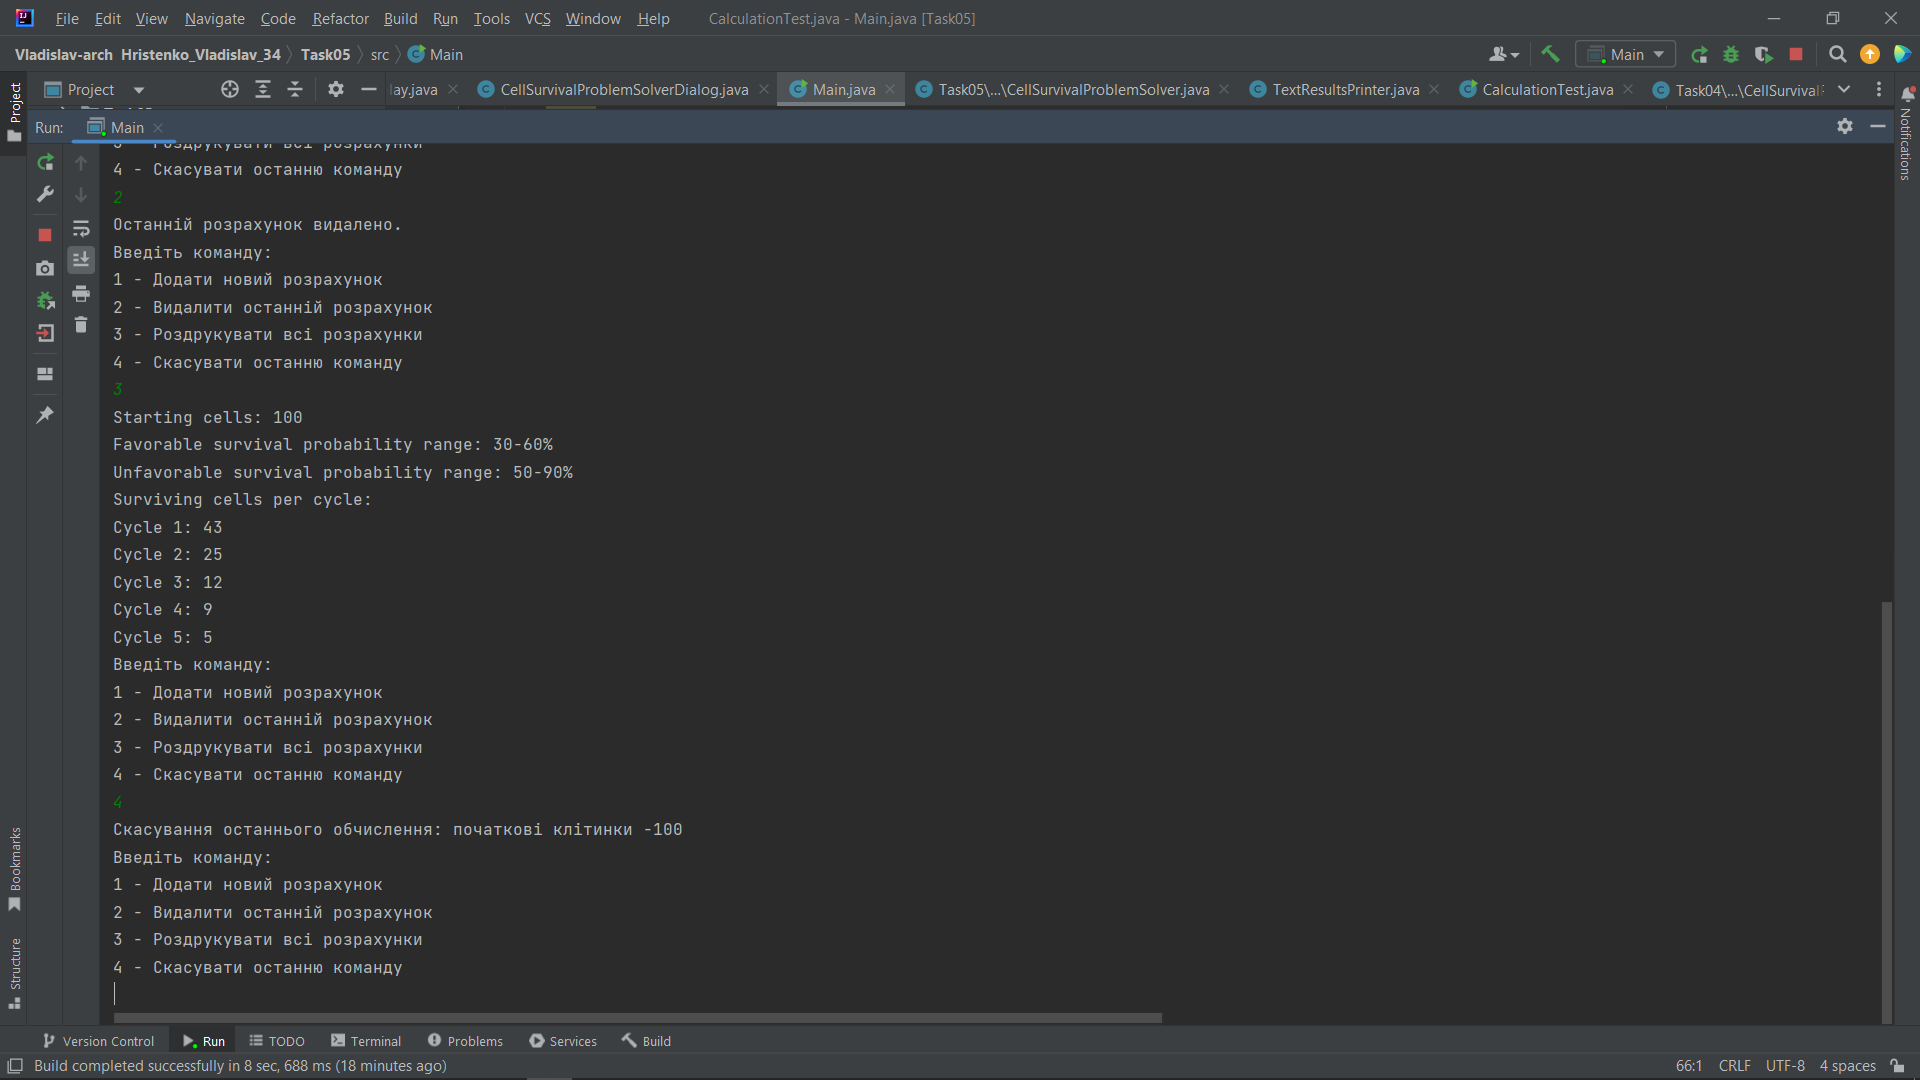 File Edit View Navigate Code Refactor Build Run Tools VCS Window Help CalculationTest.java - Main.java [Task05]
Vladislav-arch Hristenko_Vladislav_34 Task05 src Main Main
Project lay.java CellSurvivalProblemSolverDialog.java Main.java Task05\...\CellSurvivalProblemSolver.java TextResultsPrinter.java CalculationTest.java Task04\...\CellSurvival
Project
Notifications
Run: Main
3 - Роздрукувати всі розрахунки
4 - Скасувати останню команду
2
Останній розрахунок видалено.
Введіть команду:
1 - Додати новий розрахунок
2 - Видалити останній розрахунок
3 - Роздрукувати всі розрахунки
4 - Скасувати останню команду
3
Starting cells: 100
Favorable survival probability range: 30-60%
Unfavorable survival probability range: 50-90%
Surviving cells per cycle:
Cycle 1: 43
Cycle 2: 25
Cycle 3: 12
Cycle 4: 9
Cycle 5: 5
Введіть команду:
1 - Додати новий розрахунок
2 - Видалити останній розрахунок
3 - Роздрукувати всі розрахунки
4 - Скасувати останню команду
4
Скасування останнього обчислення: початкові клітинки -100
Введіть команду:
1 - Додати новий розрахунок
2 - Видалити останній розрахунок
3 - Роздрукувати всі розрахунки
4 - Скасувати останню команду
Bookmarks
Structure
Version Control Run TODO Terminal Problems Services Build
Build completed successfully in 8 sec, 688 ms (18 minutes ago) 66:1 CRLF UTF-8 4 spaces